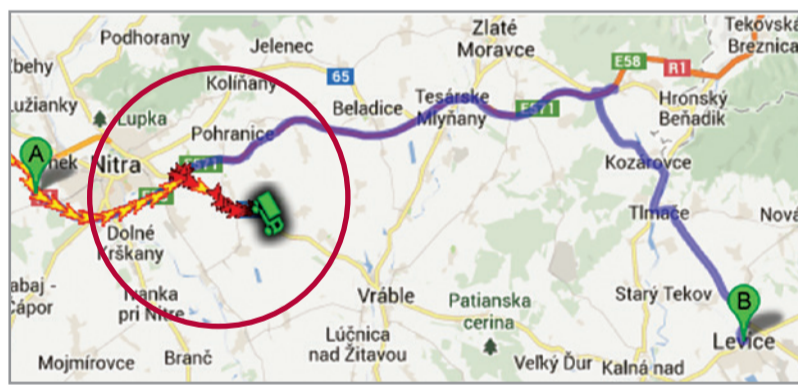 Zlaté
Moravce
Tekovská
Breznica
Podhorany
Jelenec
E58
R1
Zbehy
Kolíňany
65
Lužianky
Lupka
Beladice
Tesárske
Mlyňany
E571
Hronský
Beňadik
Pohranice
A
nek
Nitra
Kozárovce
Tlmače
Nová
Dolné
Krškany
abaj -
Čápor
Ivanka
pri Nitre
Vráble
Patianska
cerina
Starý Tekov
B
Levice
Lúčnica
nad Žitavou
Mojmírovce
Branč
Veľký Ďur
Kalná nad